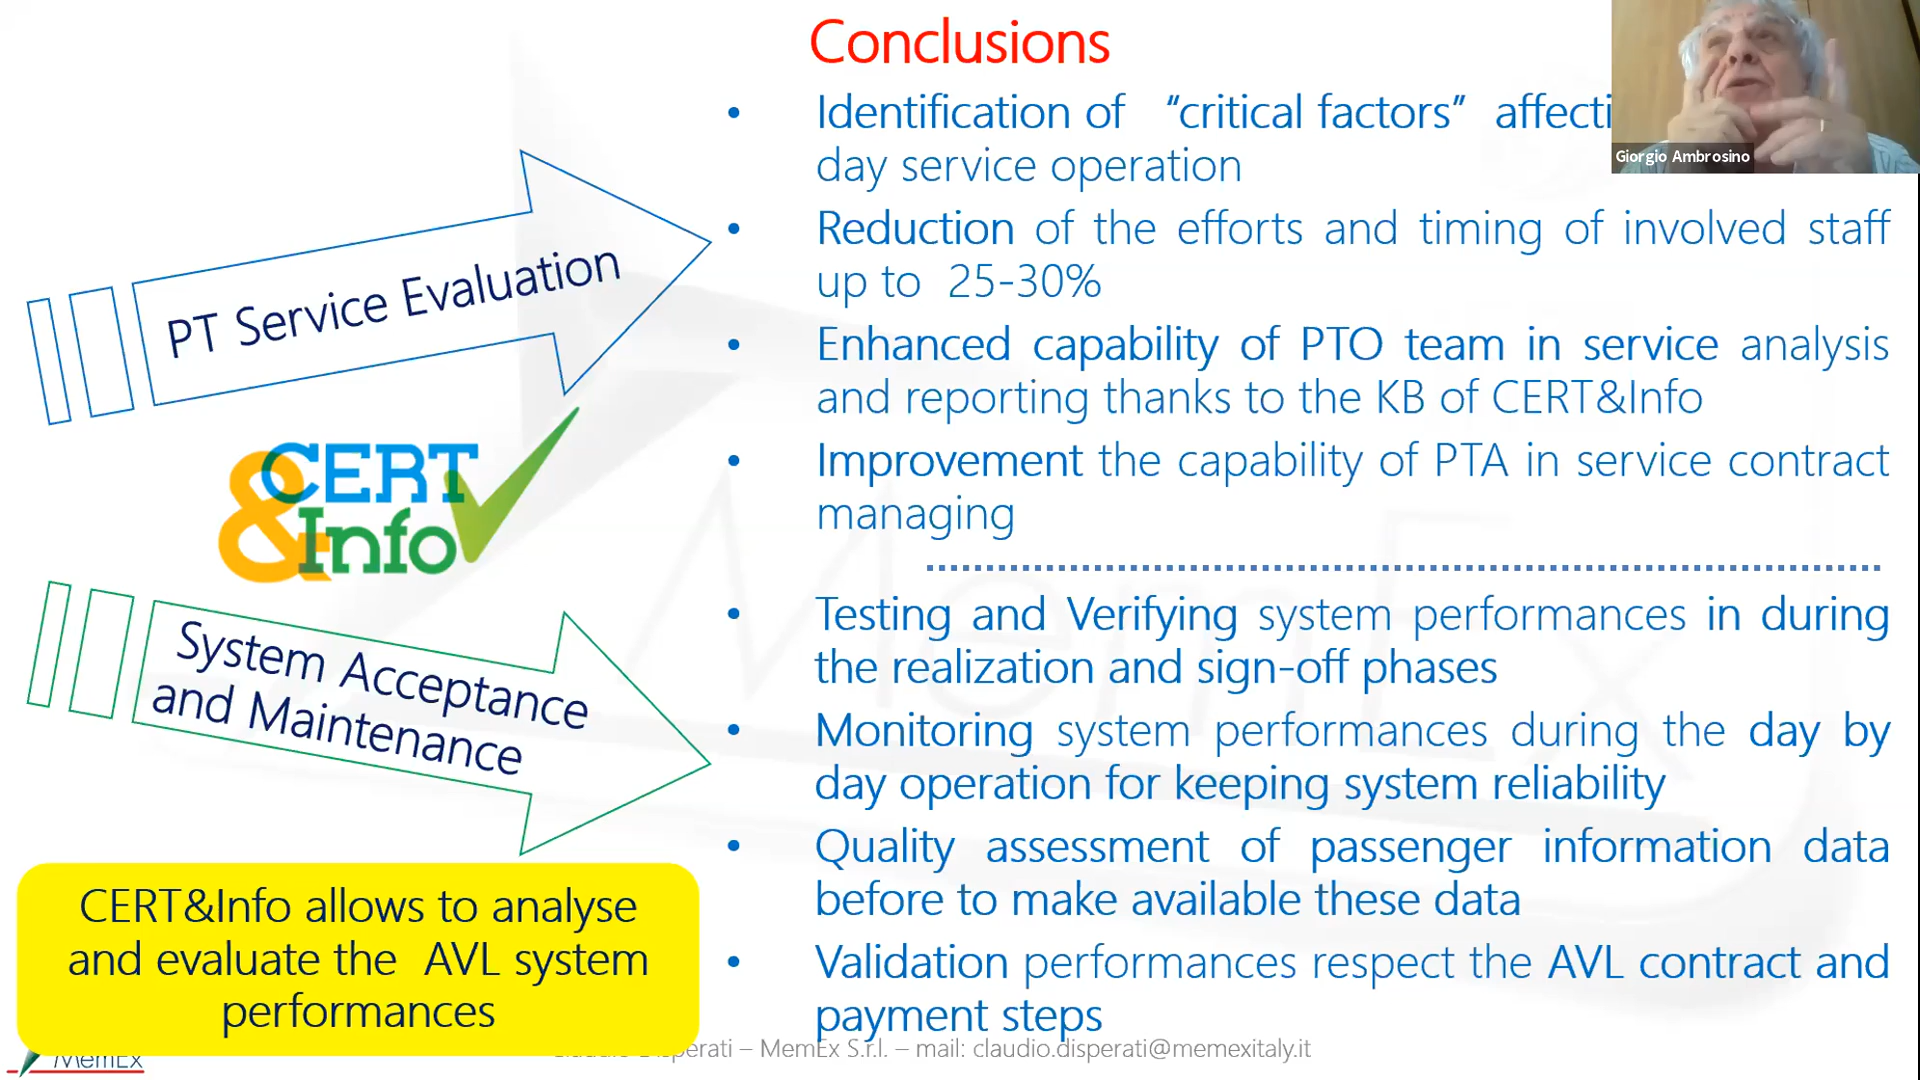 Conclusions
• Identification of “critical factors” affecti
day service operation
• Reduction of the efforts and timing of involved staff
up to 25-30%
• Enhanced capability of PTO team in service analysis
and reporting thanks to the KB of CERT&Info
• Improvement the capability of PTA in service contract
managing
• Testing and Verifying system performances in during
the realization and sign-off phases
• Monitoring system performances during the day by
day operation for keeping system reliability
• Quality assessment of passenger information data
before to make available these data
• Validation performances respect the AVL contract and
payment steps
Giorgio Ambrosino
PT Service Evaluation
CERT
&Info
System Acceptance
and Maintenance
CERT&Info allows to analyse
and evaluate the AVL system
performances
MemEx
– MemEx S.r.l. – mail: claudio.disperati@memexitaly.it
MemEx